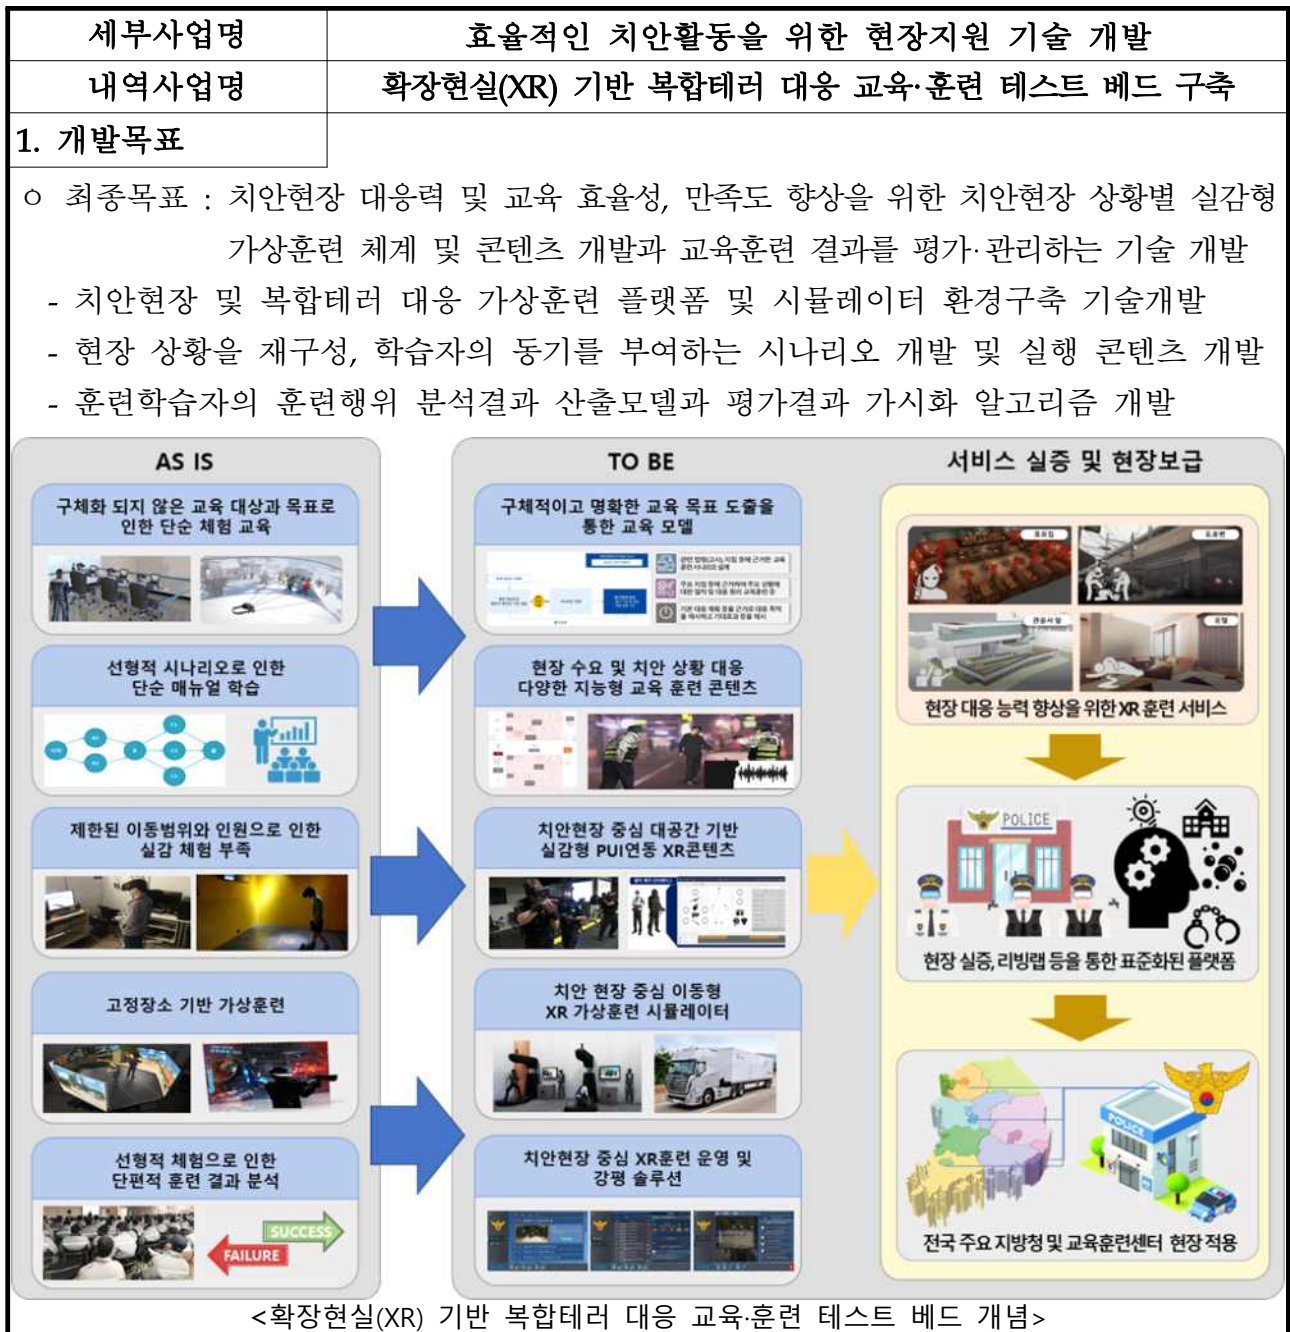 세부사업명
효율적인 치안활동을 위한 현장지원 기술 개발
내역사업명
확장현실(XR) 기반 복합테러 대응 교육·훈련 테스트 베드 구축
1. 개발목표
ㅇ 최종목표 : 치안현장 대응력 및 교육 효율성, 만족도 향상을 위한 치안현장 상황별 실감형
가상훈련 체계 및 콘텐츠 개발과 교육훈련 결과를 평가·관리하는 기술 개발
- 치안현장 및 복합테러 대응 가상훈련 플랫폼 및 시뮬레이터 환경구축 기술개발
- 현장 상황을 재구성, 학습자의 동기를 부여하는 시나리오 개발 및 실행 콘텐츠 개발
- 훈련학습자의 훈련행위 분석결과 산출모델과 평가결과 가시화 알고리즘 개발
AS IS
구체화 되지 않은 교육 대상과 목표로
인한 단순 체험 교육
선형적 시나리오로 인한
단순 매뉴얼 학습
제한된 이동범위와 인원으로 인한
실감 체험 부족
고정장소 기반 가상훈련
선형적 체험으로 인한
단편적 훈련 결과 분석
SUCCESS
FAILURE
TO BE
구체적이고 명확한 교육 목표 도출을
통한 교육 모델
현장 수요 및 치안 상황 대응
다양한 지능형 교육 훈련 콘텐츠
치안현장 중심 대공간 기반
실감형 PUI연동 XR콘텐츠
치안 현장 중심 이동형
XR 가상훈련 시뮬레이터
치안현장 중심 XR훈련 운영 및
강평 솔루션
서비스 실증 및 현장보급
도로변
관공서 앞
모텔
현장 대응 능력 향상을 위한 XR 훈련 서비스
POLICE
현장 실증, 리빙랩 등을 통한 표준화된 플랫폼
POLICE
전국 주요 지방청 및 교육훈련센터 현장 적용
<확장현실(XR) 기반 복합테러 대응 교육·훈련 테스트 베드 개념>